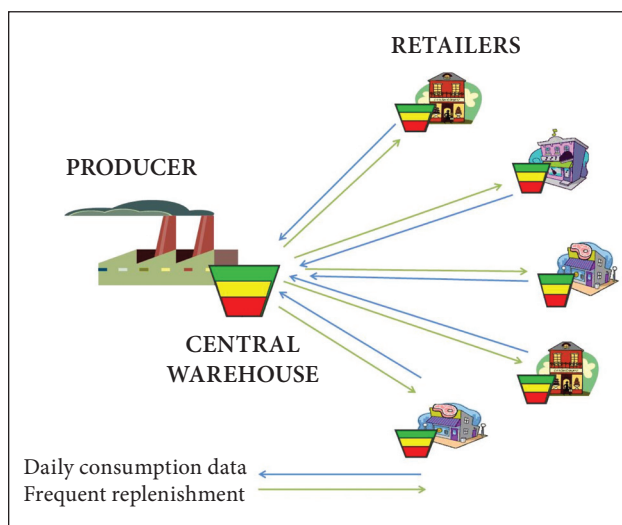 RETAILERS
PRODUCER
CENTRAL
WAREHOUSE
Daily consumption data
Frequent replenishment